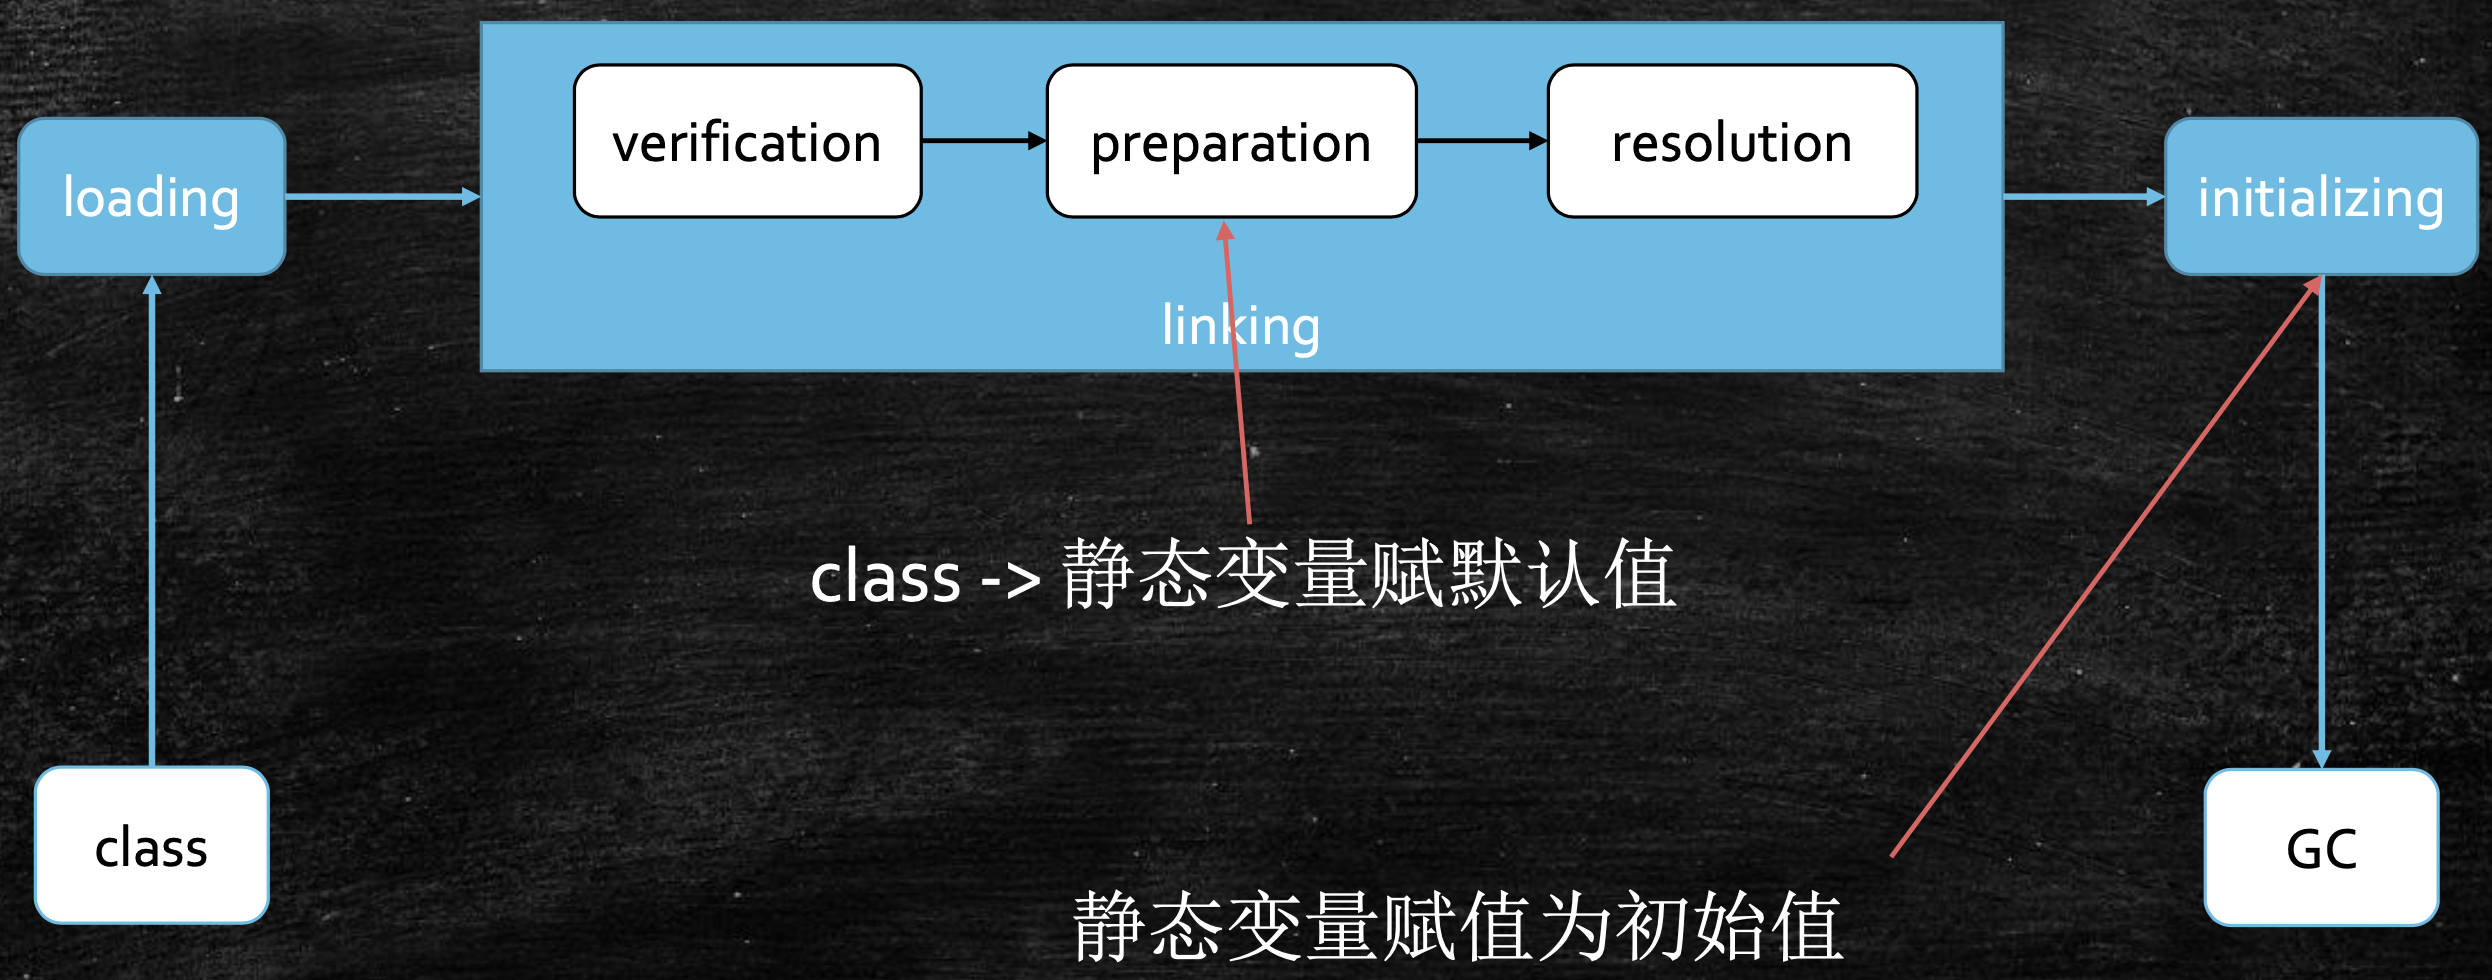 verification
preparation
resolution
loading
initializing
linking
class -> 静态变量赋默认值
class
GC
静态变量赋值为初始值